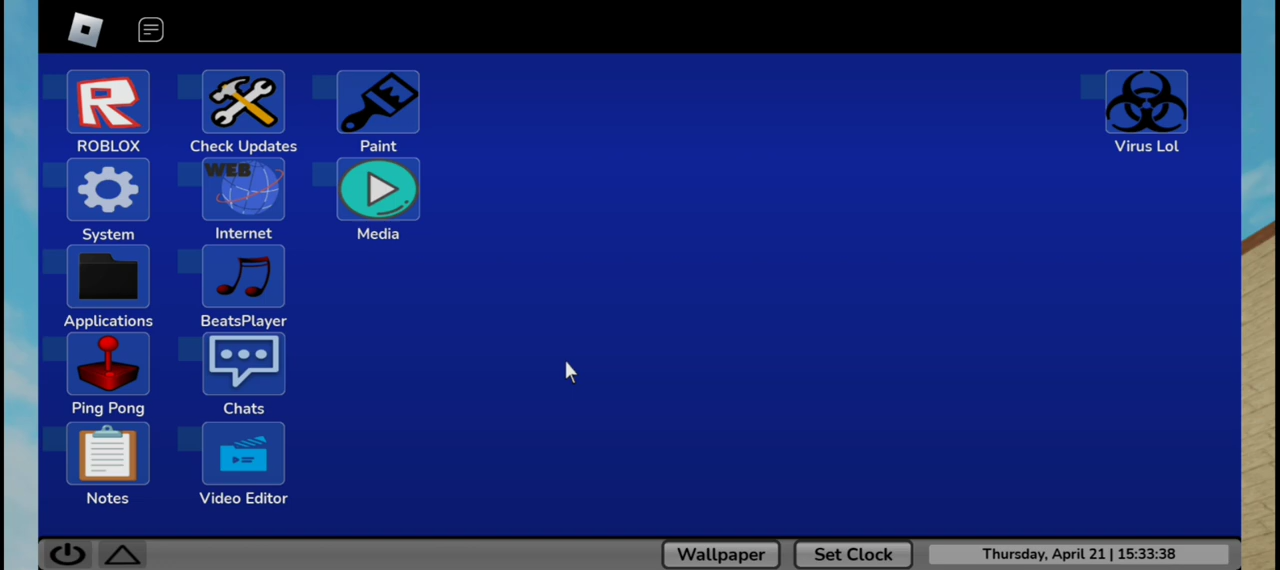 ROBLOX
Check Updates
Paint
Virus Lol
WEB
System
Internet
Media
Applications
BeatsPlayer
Ping Pong
Chats
Notes
Video Editor
Wallpaper
Set Clock
Thursday, April 21 | 15:33:38